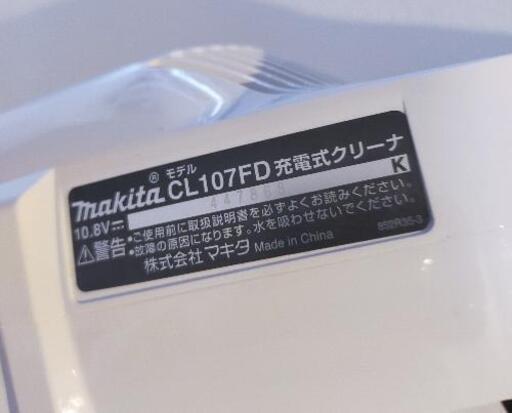 モデル
makita® CL107FD 充電式クリーナ
10.8V⎓ 447868 K
⚠警告 •ご使用前に取扱説明書を必ずよくお読みください。
•故障の原因になります。水を吸わせないでください。
株式会社 マキタ Made in China 852R35-3